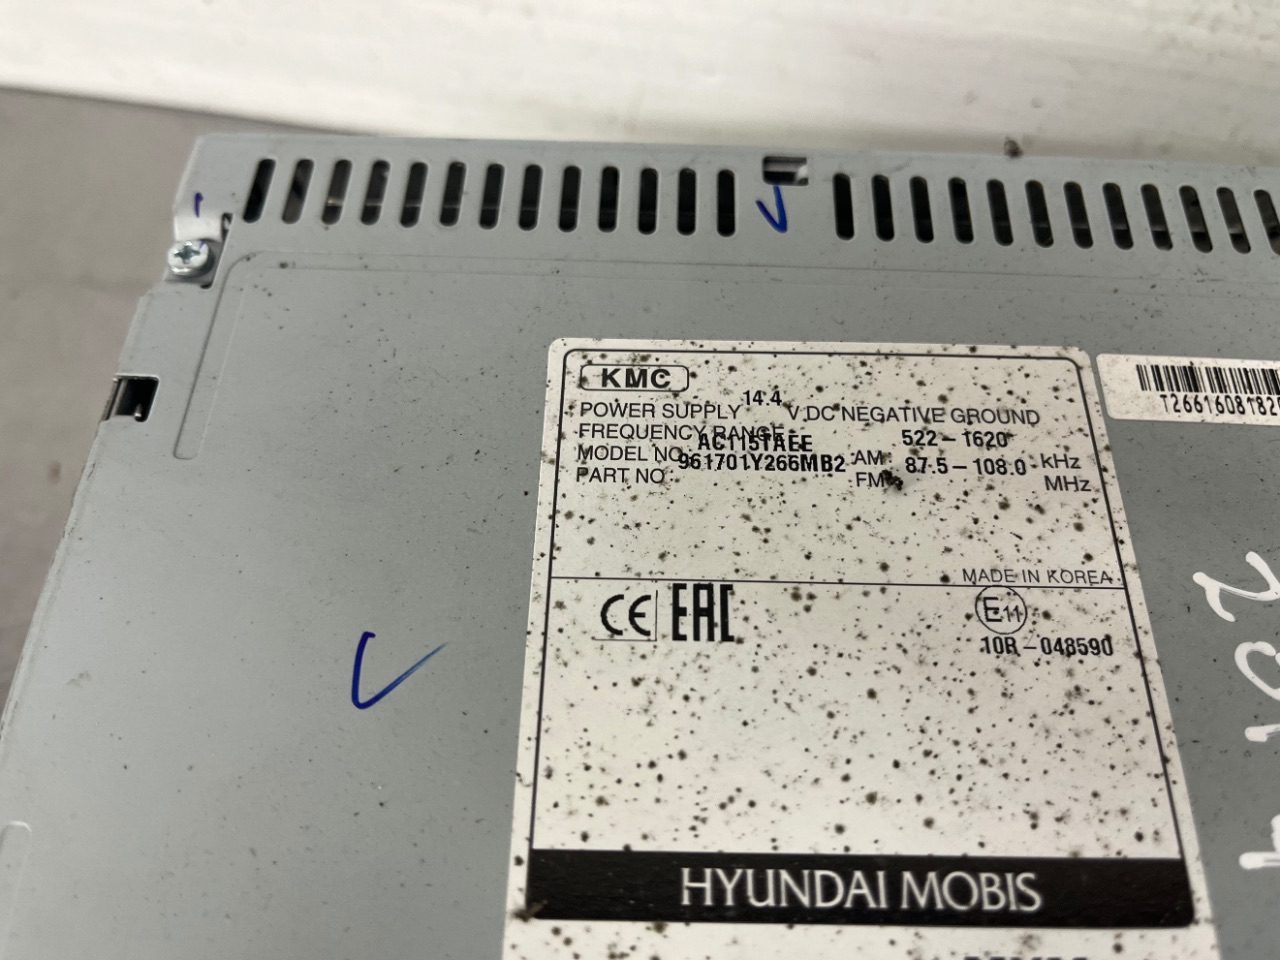 KMC
POWER SUPPLY 14.4 V DC NEGATIVE GROUND
FREQUENCY RANGE
MODEL NO AC115TAEE 522-1620
PART NO 961701Y266MB2 AM 87.5-108.0 kHz
FM MHz
MADE IN KOREA
CE EAC E11
10R-048590
HYUNDAI MOBIS